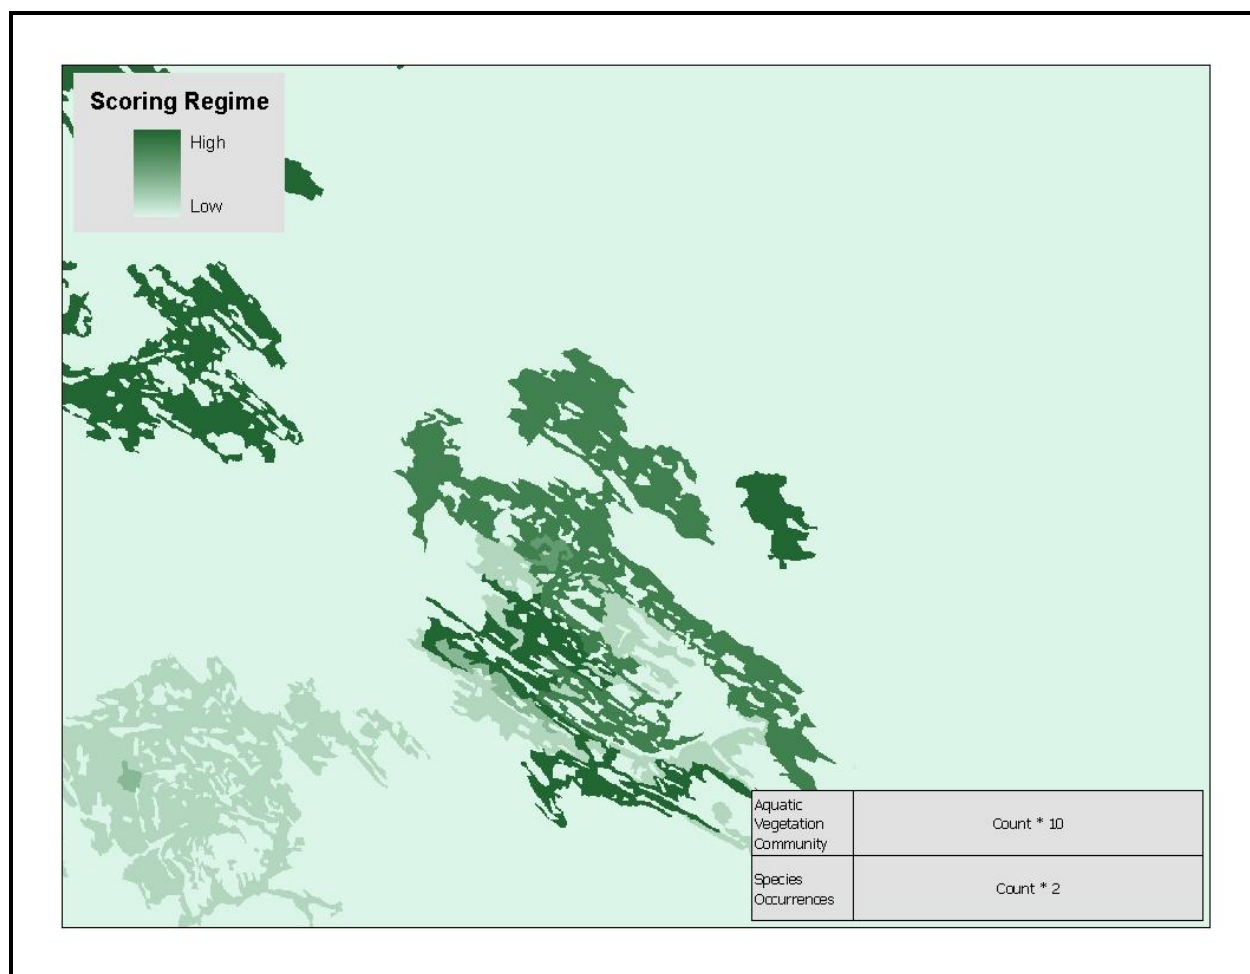 Scoring Regime
High
Low
Aquatic
Vegetation
Community
Count * 10
Species
Occurrences
Count * 2